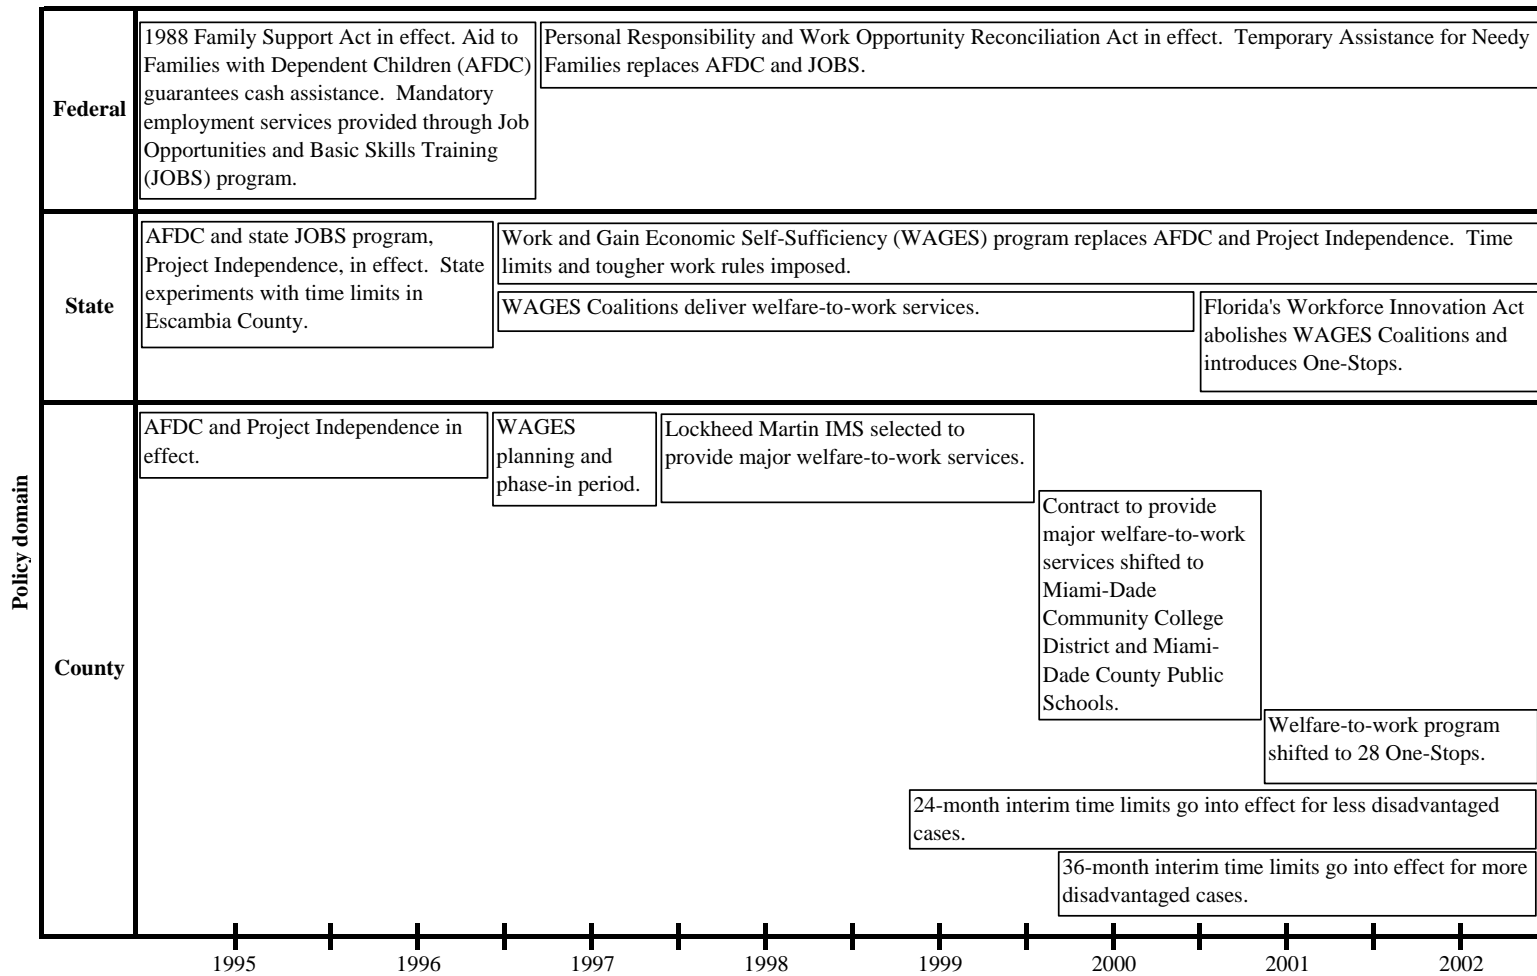 1988 Family Support Act in effect. Aid to
Families with Dependent Children (AFDC)
guarantees cash assistance.  Mandatory
employment services provided through Job
Opportunities and Basic Skills Training
(JOBS) program.
Personal Responsibility and Work Opportunity Reconciliation Act in effect.  Temporary Assistance for Needy
Families replaces AFDC and JOBS.
Federal
AFDC and state JOBS program,
Project Independence, in effect.  State
experiments with time limits in
Escambia County.
Work and Gain Economic Self-Sufficiency (WAGES) program replaces AFDC and Project Independence.  Time
limits and tougher work rules imposed.
State
WAGES Coalitions deliver welfare-to-work services.
Florida's Workforce Innovation Act
abolishes WAGES Coalitions and
introduces One-Stops.
Policy domain
County
AFDC and Project Independence in
effect.
WAGES
planning and
phase-in period.
Lockheed Martin IMS selected to
provide major welfare-to-work services.
Contract to provide
major welfare-to-work
services shifted to
Miami-Dade
Community College
District and Miami-
Dade County Public
Schools.
Welfare-to-work program
shifted to 28 One-Stops.
24-month interim time limits go into effect for less disadvantaged
cases.
36-month interim time limits go into effect for more
disadvantaged cases.
1995 1996 1997 1998 1999 2000 2001 2002